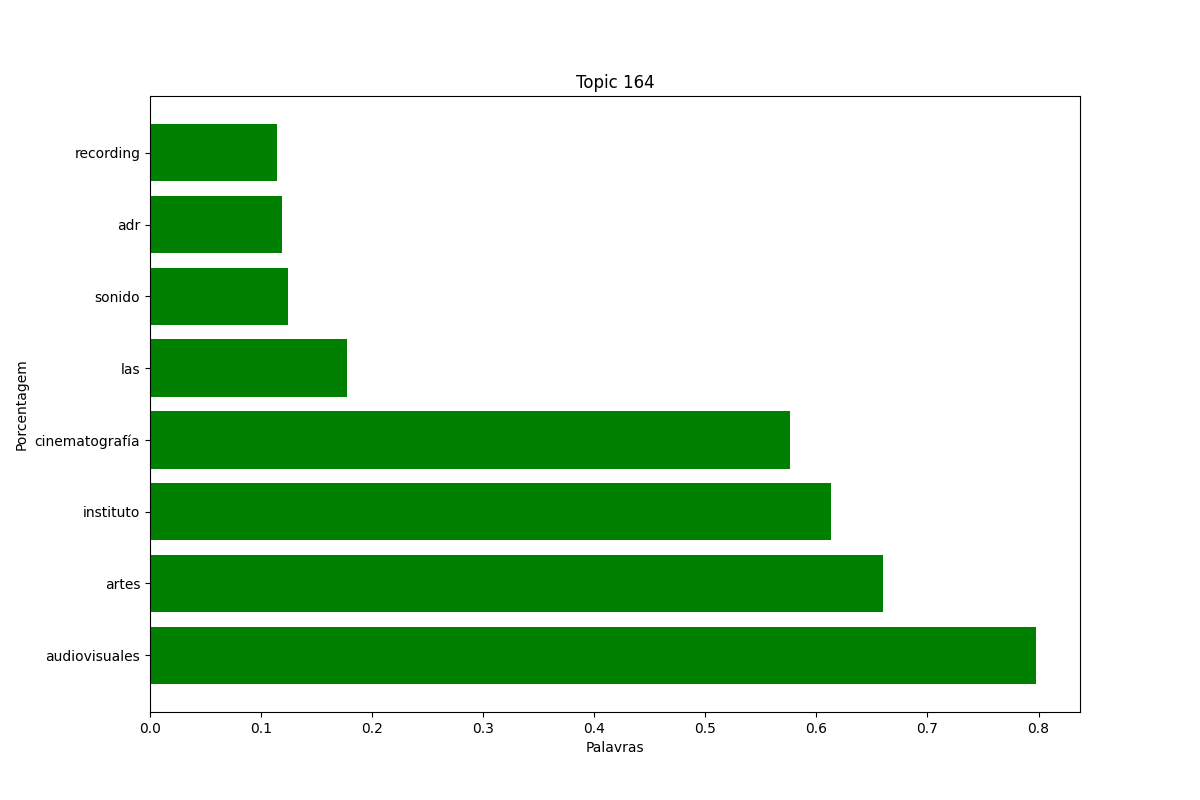 Topic 164
recording
adr
sonido
las
cinematografía
instituto
artes
audiovisuales
Porcentagem
0.0 0.1 0.2 0.3 0.4 0.5 0.6 0.7 0.8
Palavras